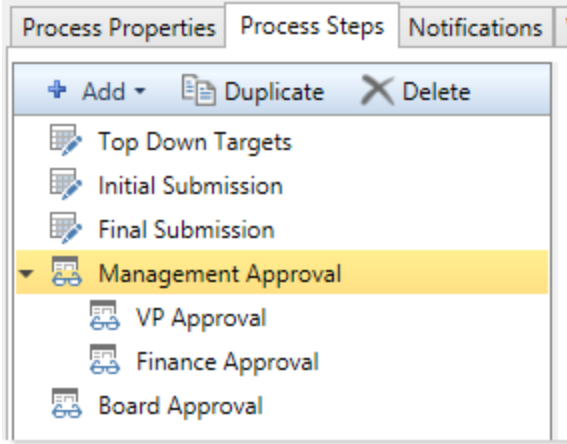 Process Properties Process Steps Notifications
Add Duplicate Delete
Top Down Targets
Initial Submission
Final Submission
Management Approval
VP Approval
Finance Approval
Board Approval